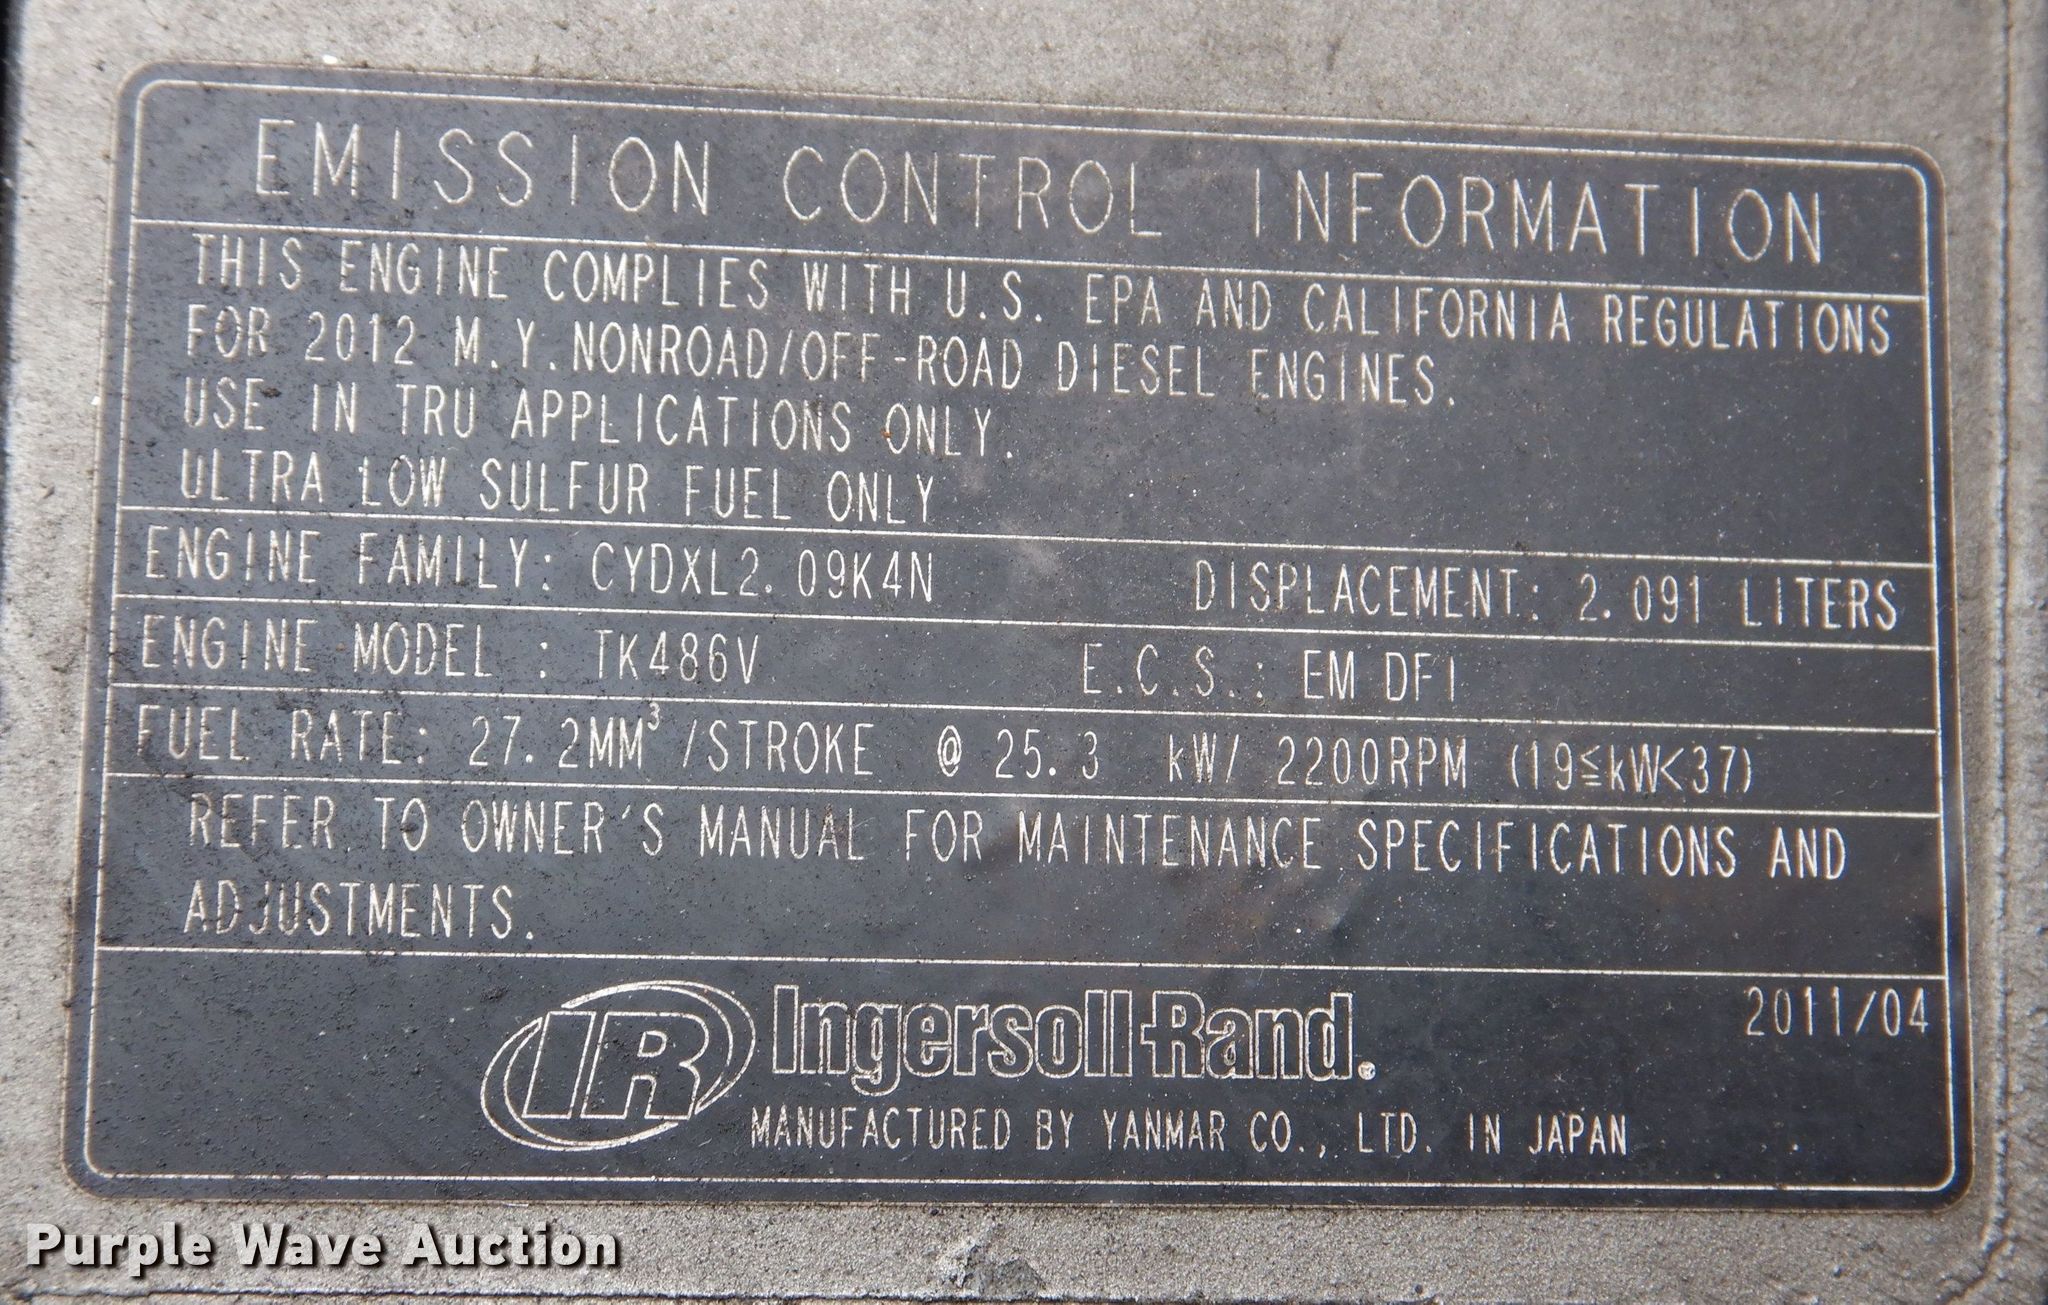 EMISSION CONTROL INFORMATION
THIS ENGINE COMPLIES WITH U.S. EPA AND CALIFORNIA REGULATIONS
FOR 2012 M.Y.NONROAD/OFF-ROAD DIESEL ENGINES.
USE IN TRU APPLICATIONS ONLY.
ULTRA LOW SULFUR FUEL ONLY
ENGINE FAMILY: CYDXL2.09K4N DISPLACEMENT: 2.091 LITERS
ENGINE MODEL : TK486V E.C.S.: EM DFI
FUEL RATE: 27.2MM³/STROKE @ 25.3 kW/ 2200RPM (19≦kW<37)
REFER TO OWNER'S MANUAL FOR MAINTENANCE SPECIFICATIONS AND
ADJUSTMENTS.
2011/04
IR Ingersoll-Rand®
MANUFACTURED BY YANMAR CO., LTD. IN JAPAN
Purple Wave Auction